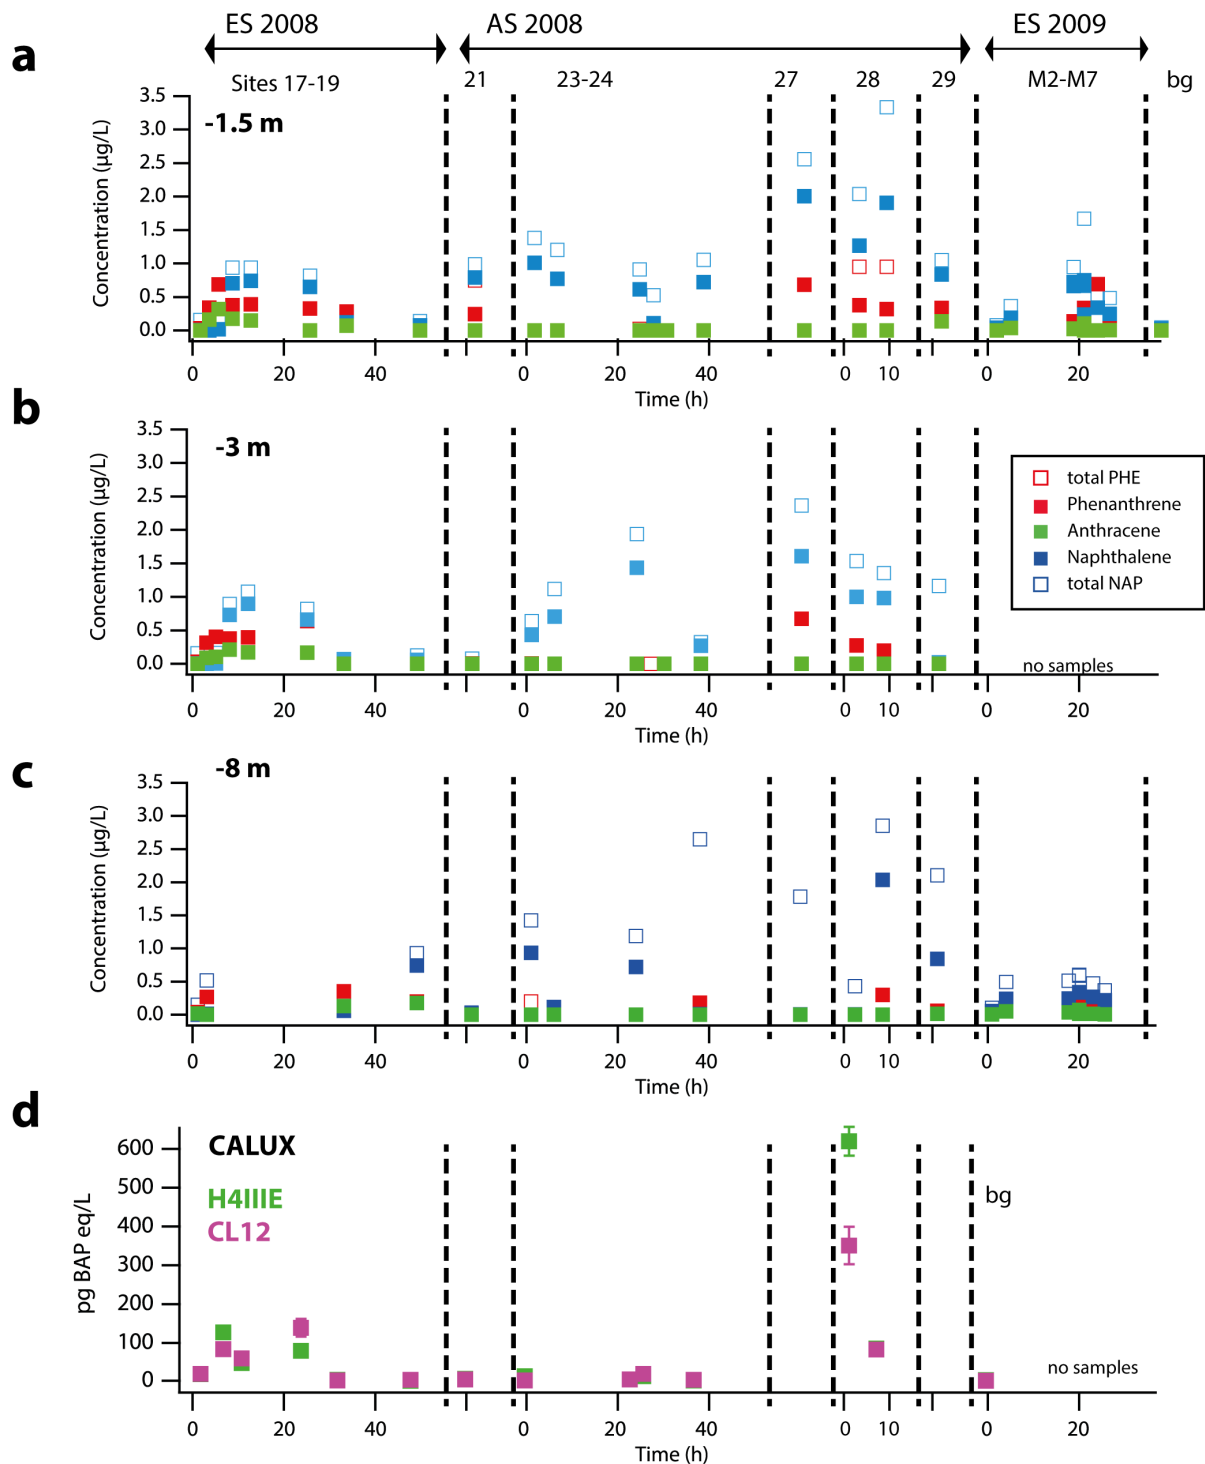 ES 2008 AS 2008 ES 2009
a
Sites 17-19 21 23-24 27 28 29 M2-M7 bg
-1.5 m
Concentration (µg/L)
3.5
3.0
2.5
2.0
1.5
1.0
0.5
0.0
0 20 40 0 20 40 0 10 0 20
Time (h)
b
-3 m
Concentration (µg/L)
3.5
3.0
2.5
2.0
1.5
1.0
0.5
0.0
total PHE
Phenanthrene
Anthracene
Naphthalene
total NAP
no samples
0 20 40 0 20 40 0 10 0 20
Time (h)
c
-8 m
Concentration (µg/L)
3.5
3.0
2.5
2.0
1.5
1.0
0.5
0.0
0 20 40 0 20 40 0 10 0 20
Time (h)
d
CALUX
H4IIIE
CL12
pg BAP eq/L
600
500
400
300
200
100
0
bg
no samples
0 20 40 0 20 40 0 10 0 20
Time (h)